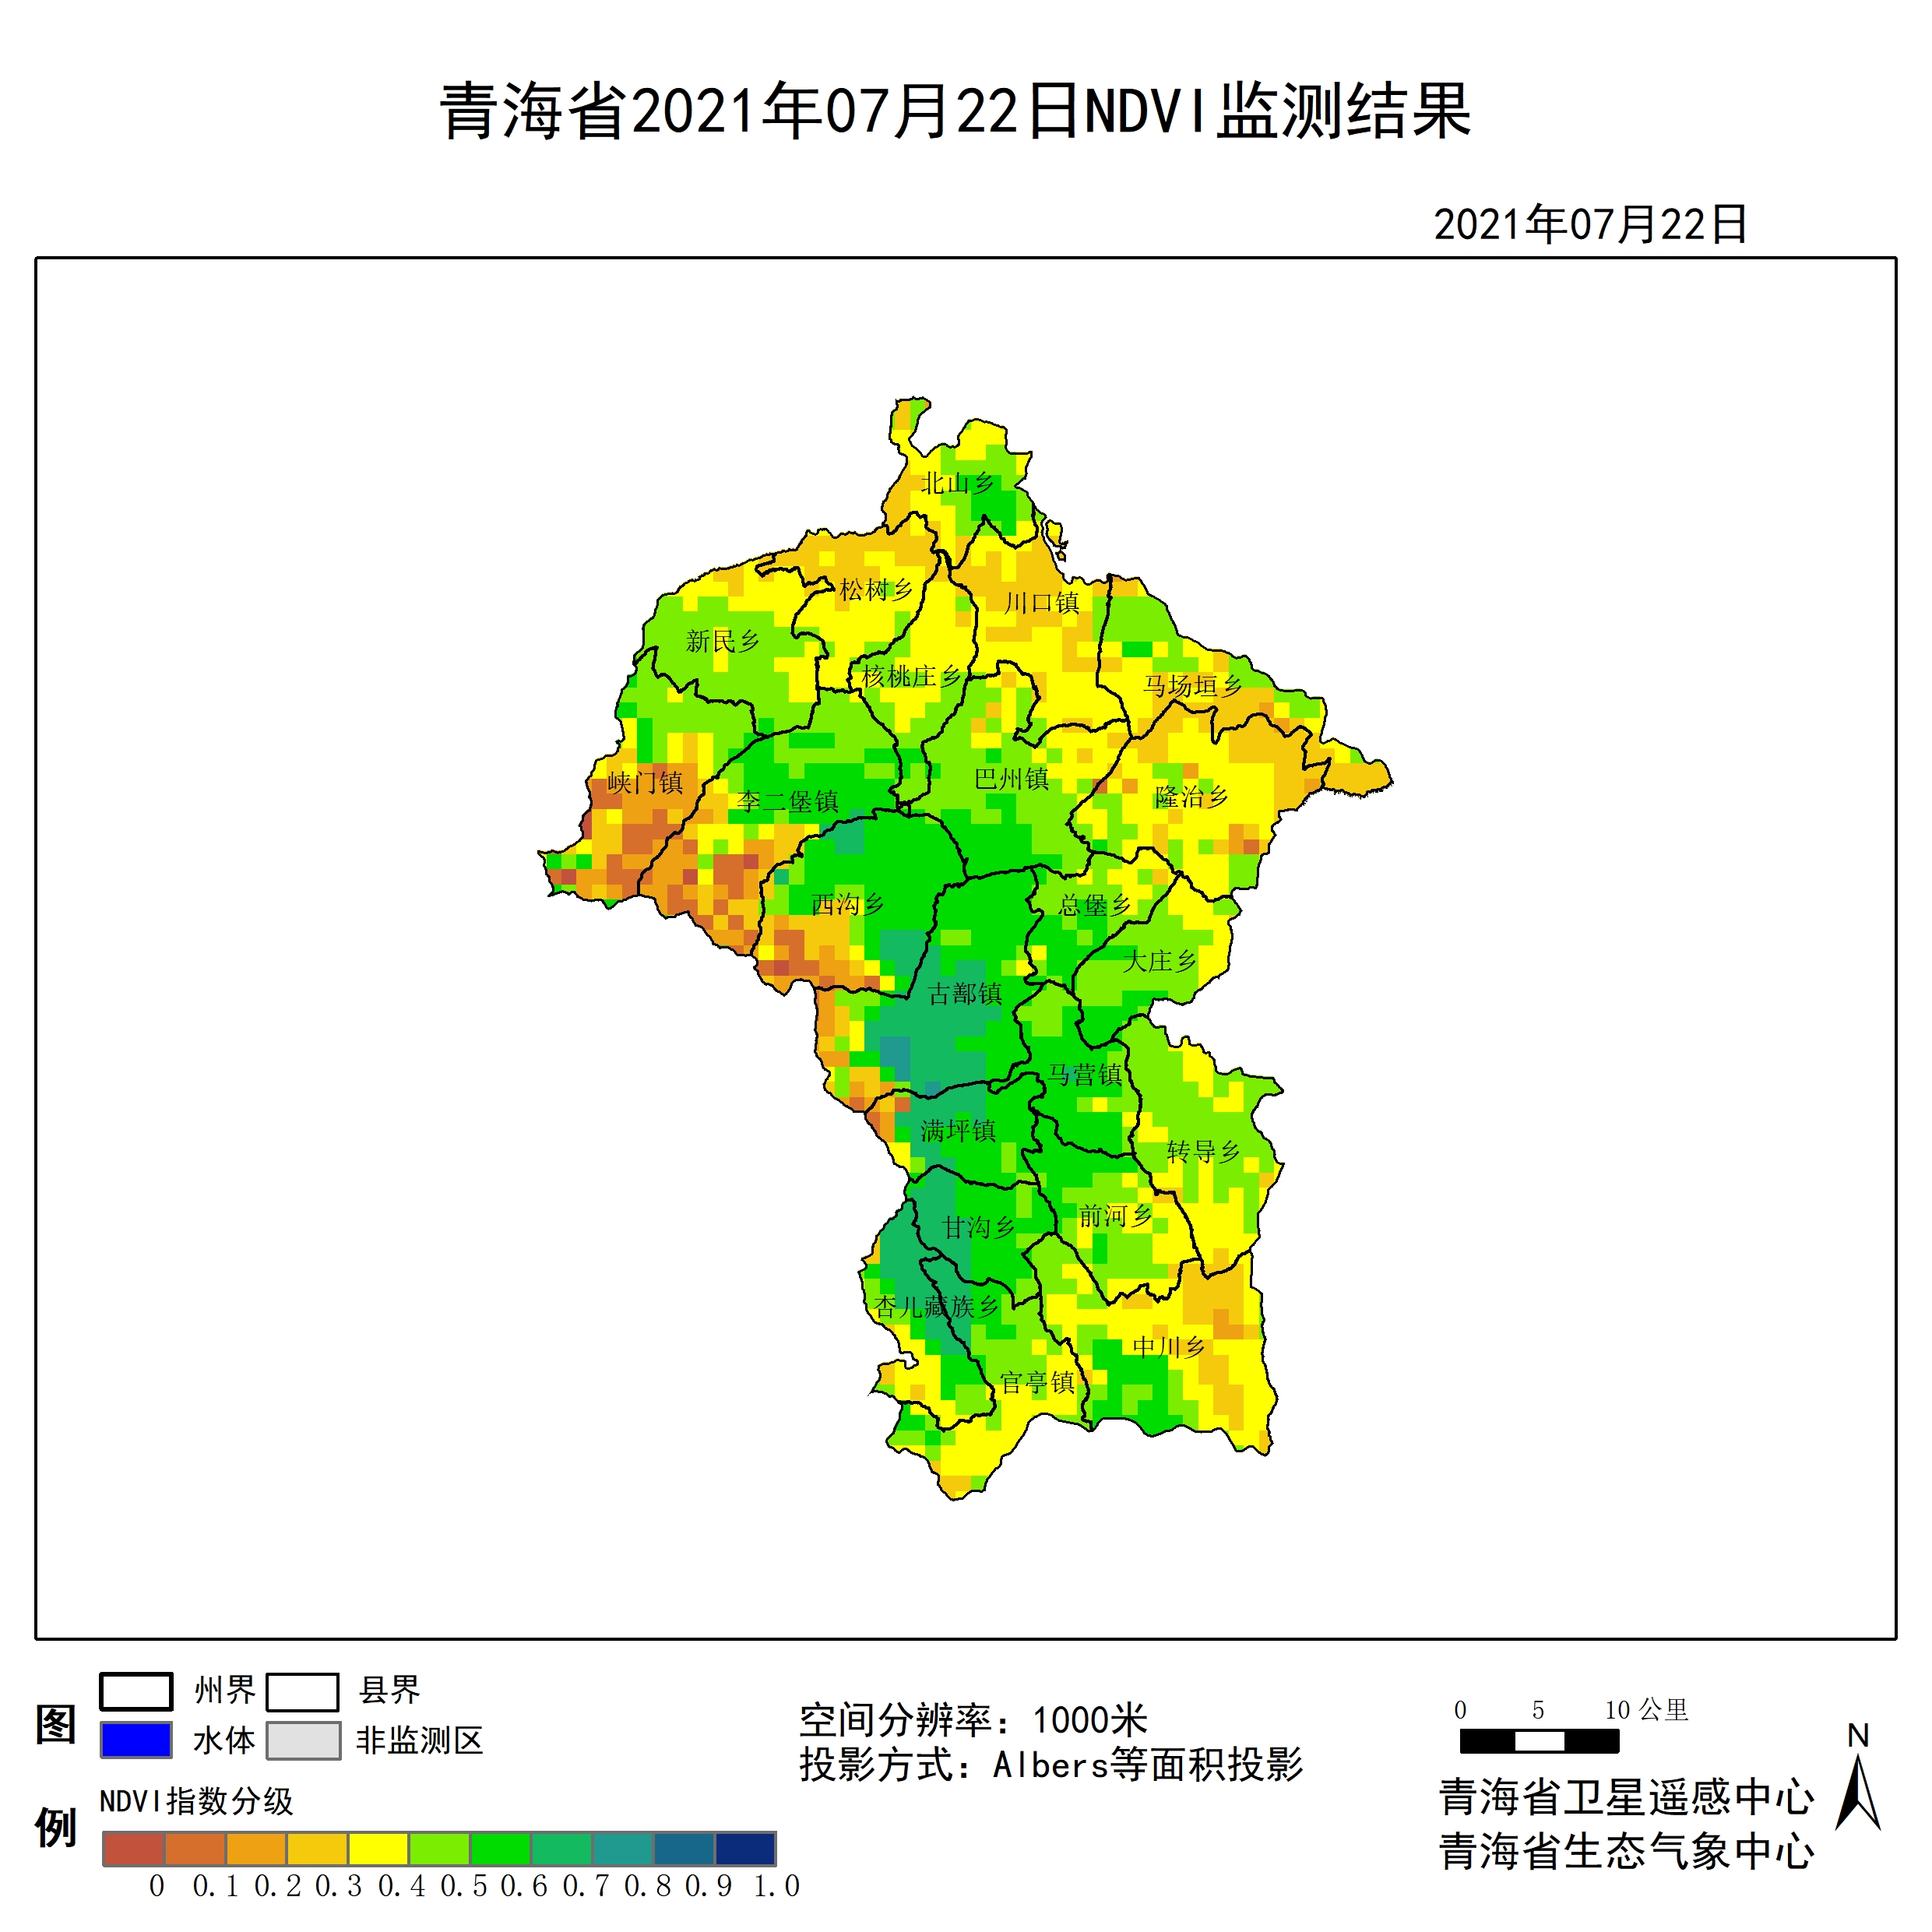 青海省2021年07月22日NDVI监测结果
2021年07月22日
北山乡
松树乡
川口镇
新民乡
核桃庄乡
马场垣乡
峡门镇
李二堡镇
巴州镇
隆治乡
西沟乡
总堡乡
大庄乡
古鄯镇
马营镇
满坪镇
转导乡
甘沟乡
前河乡
杏儿藏族乡
中川乡
官亭镇
图例
州界
县界
水体
非监测区
NDVI指数分级
0 0.1 0.2 0.3 0.4 0.5 0.6 0.7 0.8 0.9 1.0
空间分辨率：1000米
投影方式：Albers等面积投影
0 5 10 公里
N
青海省卫星遥感中心
青海省生态气象中心